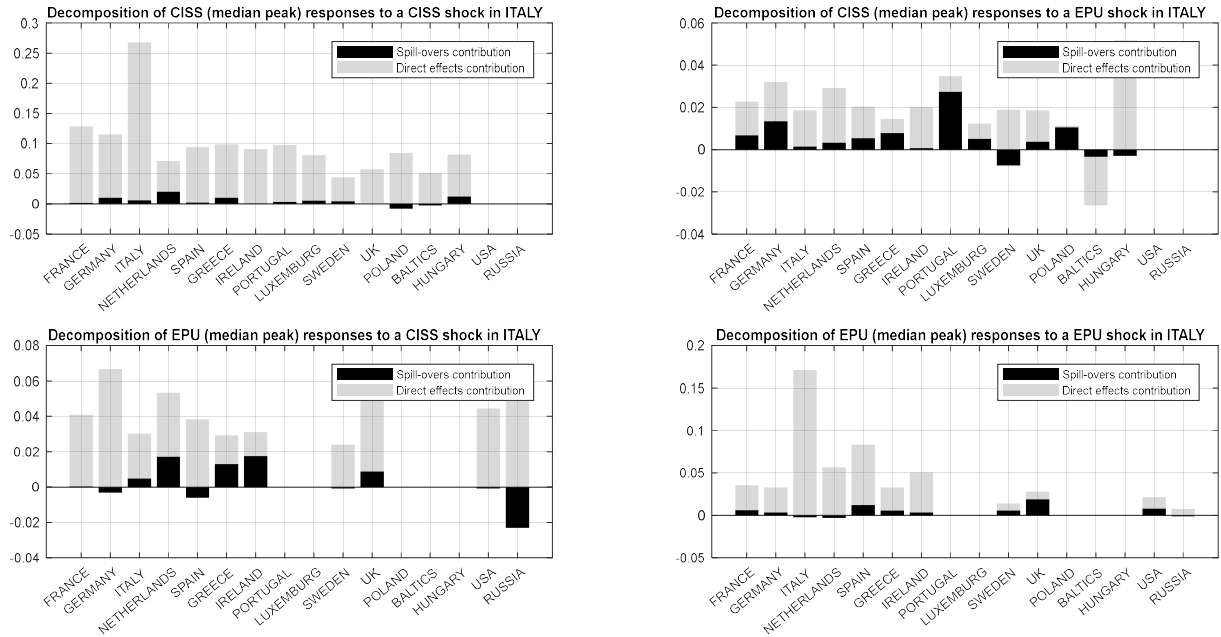 Decomposition of CISS (median peak) responses to a CISS shock in ITALY
0.3
0.25
0.2
0.15
0.1
0.05
0
-0.05
Spill-overs contribution
Direct effects contribution
FRANCE
GERMANY
ITALY
NETHERLANDS
SPAIN
GREECE
IRELAND
PORTUGAL
LUXEMBURG
SWEDEN
UK
POLAND
BALTICS
HUNGARY
USA
RUSSIA
Decomposition of CISS (median peak) responses to a EPU shock in ITALY
0.06
0.04
0.02
0
-0.02
-0.04
Spill-overs contribution
Direct effects contribution
FRANCE
GERMANY
ITALY
NETHERLANDS
SPAIN
GREECE
IRELAND
PORTUGAL
LUXEMBURG
SWEDEN
UK
POLAND
BALTICS
HUNGARY
USA
RUSSIA
Decomposition of EPU (median peak) responses to a CISS shock in ITALY
0.08
0.06
0.04
0.02
0
-0.02
-0.04
Spill-overs contribution
Direct effects contribution
FRANCE
GERMANY
ITALY
NETHERLANDS
SPAIN
GREECE
IRELAND
PORTUGAL
LUXEMBURG
SWEDEN
UK
POLAND
BALTICS
HUNGARY
USA
RUSSIA
Decomposition of EPU (median peak) responses to a EPU shock in ITALY
0.2
0.15
0.1
0.05
0
-0.05
Spill-overs contribution
Direct effects contribution
FRANCE
GERMANY
ITALY
NETHERLANDS
SPAIN
GREECE
IRELAND
PORTUGAL
LUXEMBURG
SWEDEN
UK
POLAND
BALTICS
HUNGARY
USA
RUSSIA